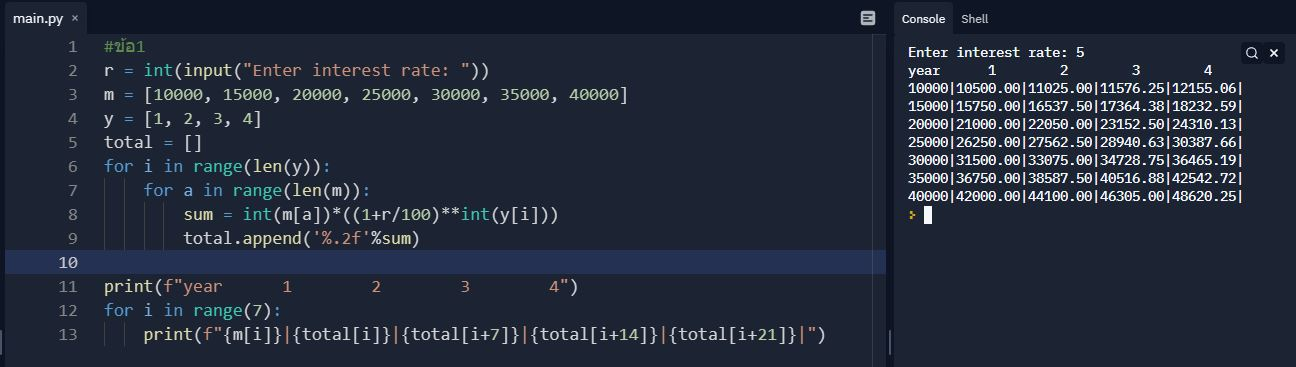 main.py ×
Console
Shell
1 #ข้อ1
2 r = int(input("Enter interest rate: "))
3 m = [10000, 15000, 20000, 25000, 30000, 35000, 40000]
4 y = [1, 2, 3, 4]
5 total = []
6 for i in range(len(y)):
7     for a in range(len(m)):
8         sum = int(m[a])*((1+r/100)**int(y[i]))
9         total.append('%.2f'%sum)
10
11 print(f"year      1        2        3        4")
12 for i in range(7):
13     print(f"{m[i]}|{total[i]}|{total[i+7]}|{total[i+14]}|{total[i+21]}|")
Enter interest rate: 5
year      1        2        3        4
10000|10500.00|11025.00|11576.25|12155.06|
15000|15750.00|16537.50|17364.38|18232.59|
20000|21000.00|22050.00|23152.50|24310.13|
25000|26250.00|27562.50|28940.63|30387.66|
30000|31500.00|33075.00|34728.75|36465.19|
35000|36750.00|38587.50|40516.88|42542.72|
40000|42000.00|44100.00|46305.00|48620.25|